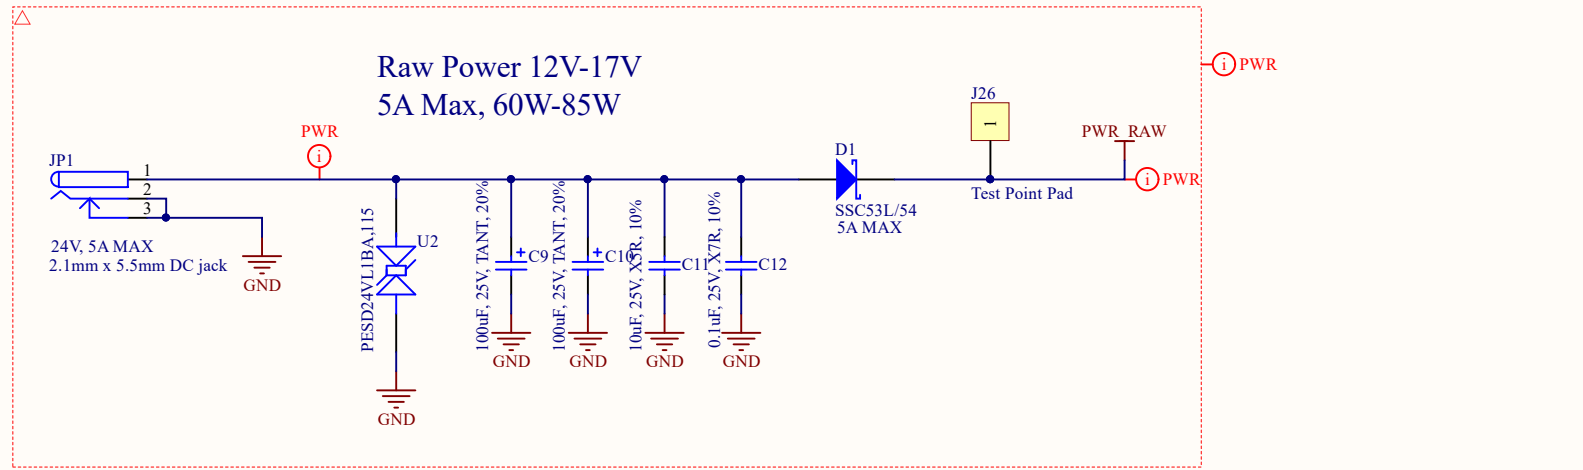 Raw Power 12V-17V
5A Max, 60W-85W
i PWR
J26
1
PWR
i
PWR_RAW
JP1
1
2
3
D1
i PWR
Test Point Pad
SSC53L/54
5A MAX
24V, 5A MAX
2.1mm x 5.5mm DC jack
GND
PESD24VL1BA,115
U2
GND
100uF, 25V, TANT, 20%
+
C9
GND
100uF, 25V, TANT, 20%
+
C10
GND
10uF, 25V, X5R, 10%
C11
GND
0.1uF, 25V, X7R, 10%
C12
GND